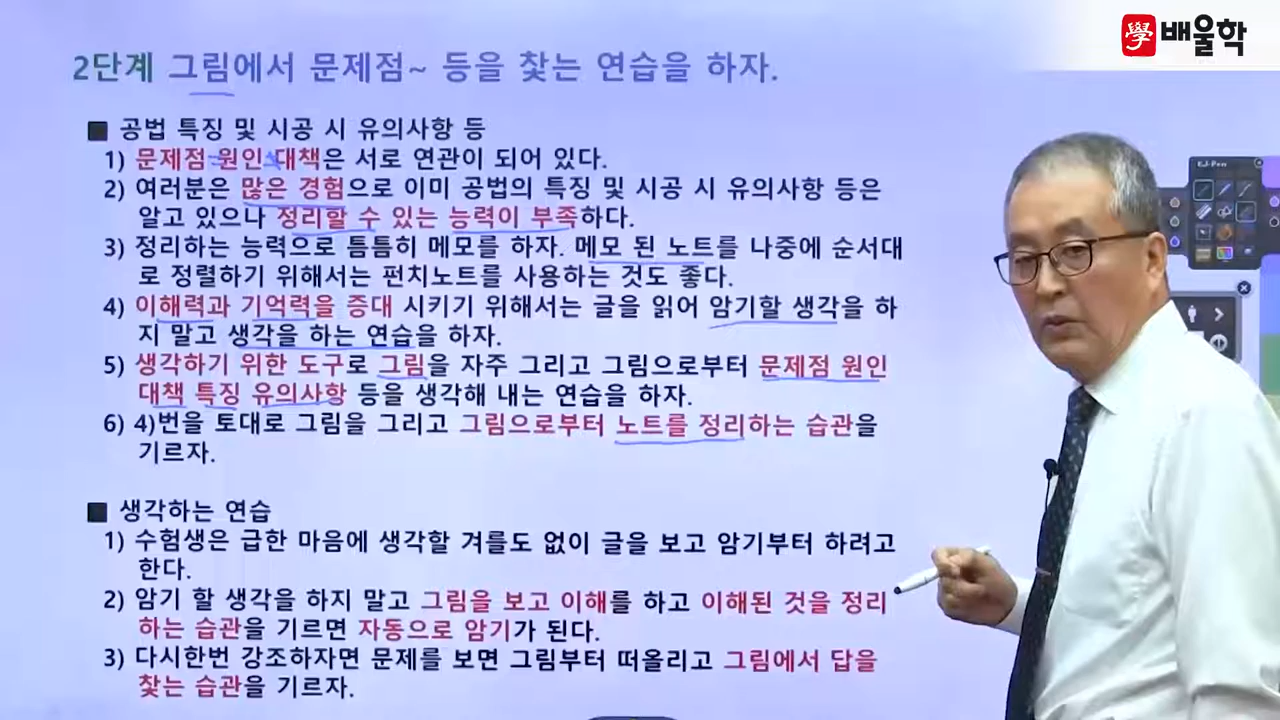 學 배울학
2단계 그림에서 문제점~ 등을 찾는 연습을 하자.
■ 공법 특징 및 시공 시 유의사항 등
1) 문제점 원인 대책은 서로 연관이 되어 있다.
2) 여러분은 많은 경험으로 이미 공법의 특징 및 시공 시 유의사항 등은
알고 있으나 정리할 수 있는 능력이 부족하다.
3) 정리하는 능력으로 틈틈히 메모를 하자. 메모 된 노트를 나중에 순서대
로 정렬하기 위해서는 펀치노트를 사용하는 것도 좋다.
4) 이해력과 기억력을 증대 시키기 위해서는 글을 읽어 암기할 생각을 하
지 말고 생각을 하는 연습을 하자.
5) 생각하기 위한 도구로 그림을 자주 그리고 그림으로부터 문제점 원인
대책 특징 유의사항 등을 생각해 내는 연습을 하자.
6) 4)번을 토대로 그림을 그리고 그림으로부터 노트를 정리하는 습관을
기르자.
■ 생각하는 연습
1) 수험생은 급한 마음에 생각할 겨를도 없이 글을 보고 암기부터 하려고
한다.
2) 암기 할 생각을 하지 말고 그림을 보고 이해를 하고 이해된 것을 정리
하는 습관을 기르면 자동으로 암기가 된다.
3) 다시한번 강조하자면 문제를 보면 그림부터 떠올리고 그림에서 답을
찾는 습관을 기르자.